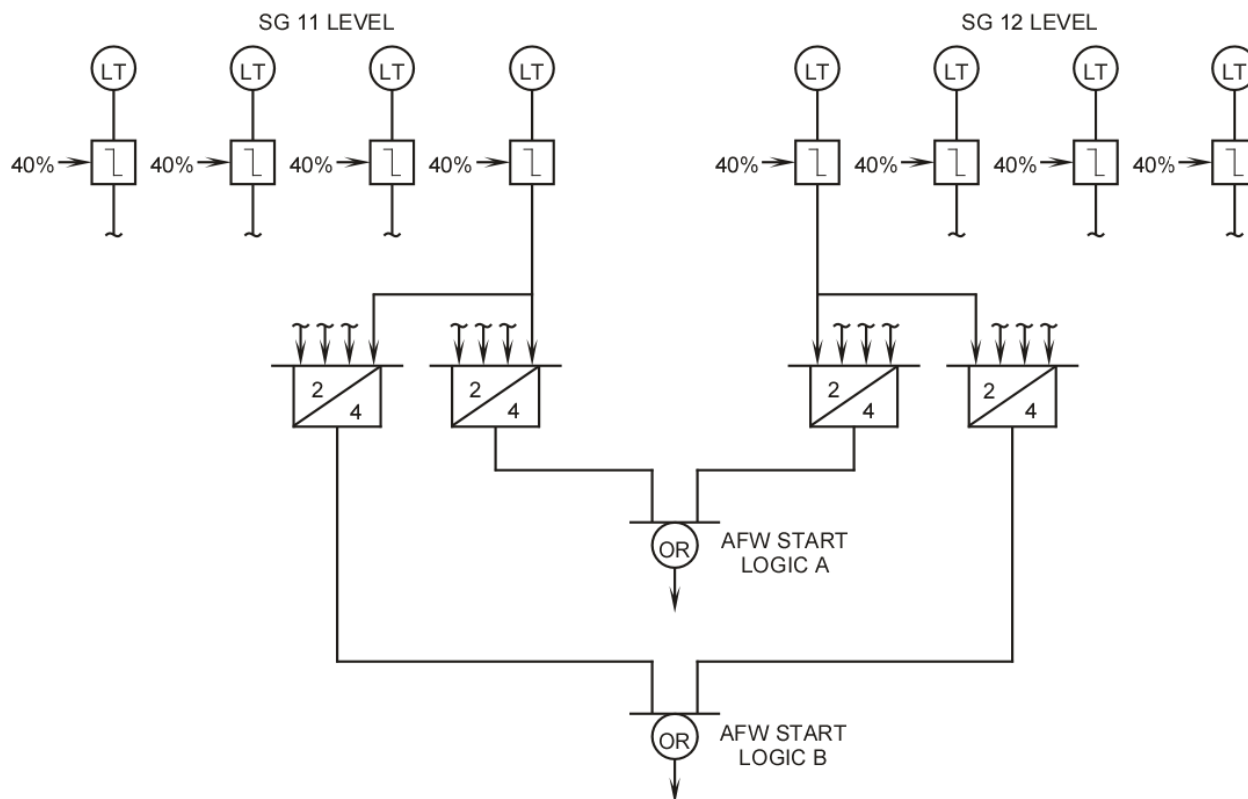 SG 11 LEVEL
SG 12 LEVEL
LT LT LT LT LT LT LT LT
40% 40% 40% 40% 40% 40% 40% 40%
2 2 2 2
4 4 4 4
OR AFW START
LOGIC A
OR AFW START
LOGIC B